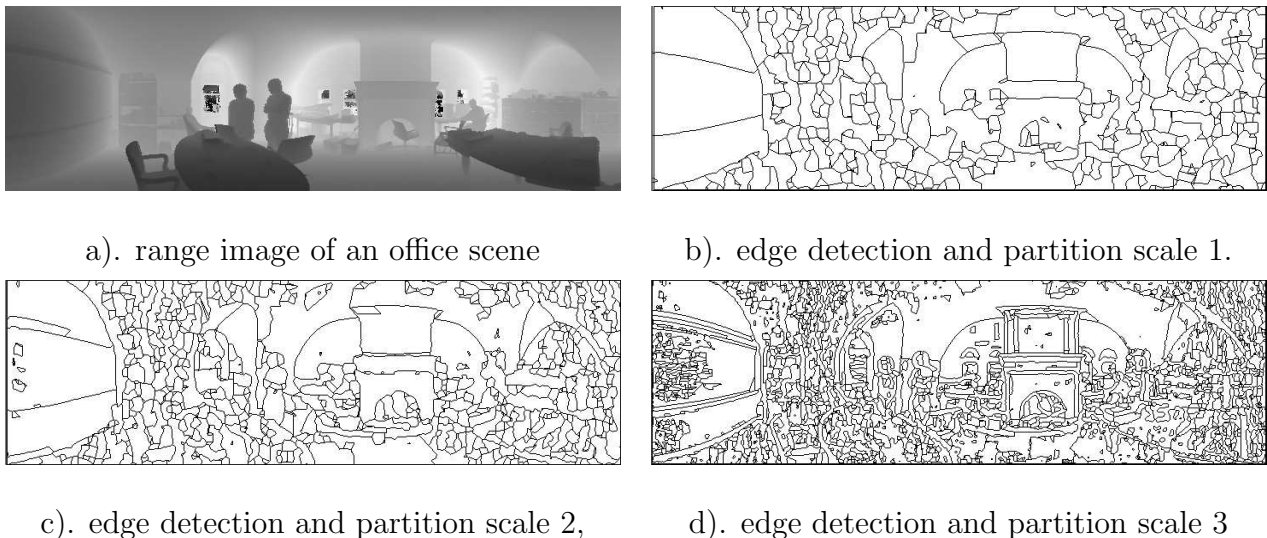 a). range image of an office scene
b). edge detection and partition scale 1.
c). edge detection and partition scale 2,
d). edge detection and partition scale 3